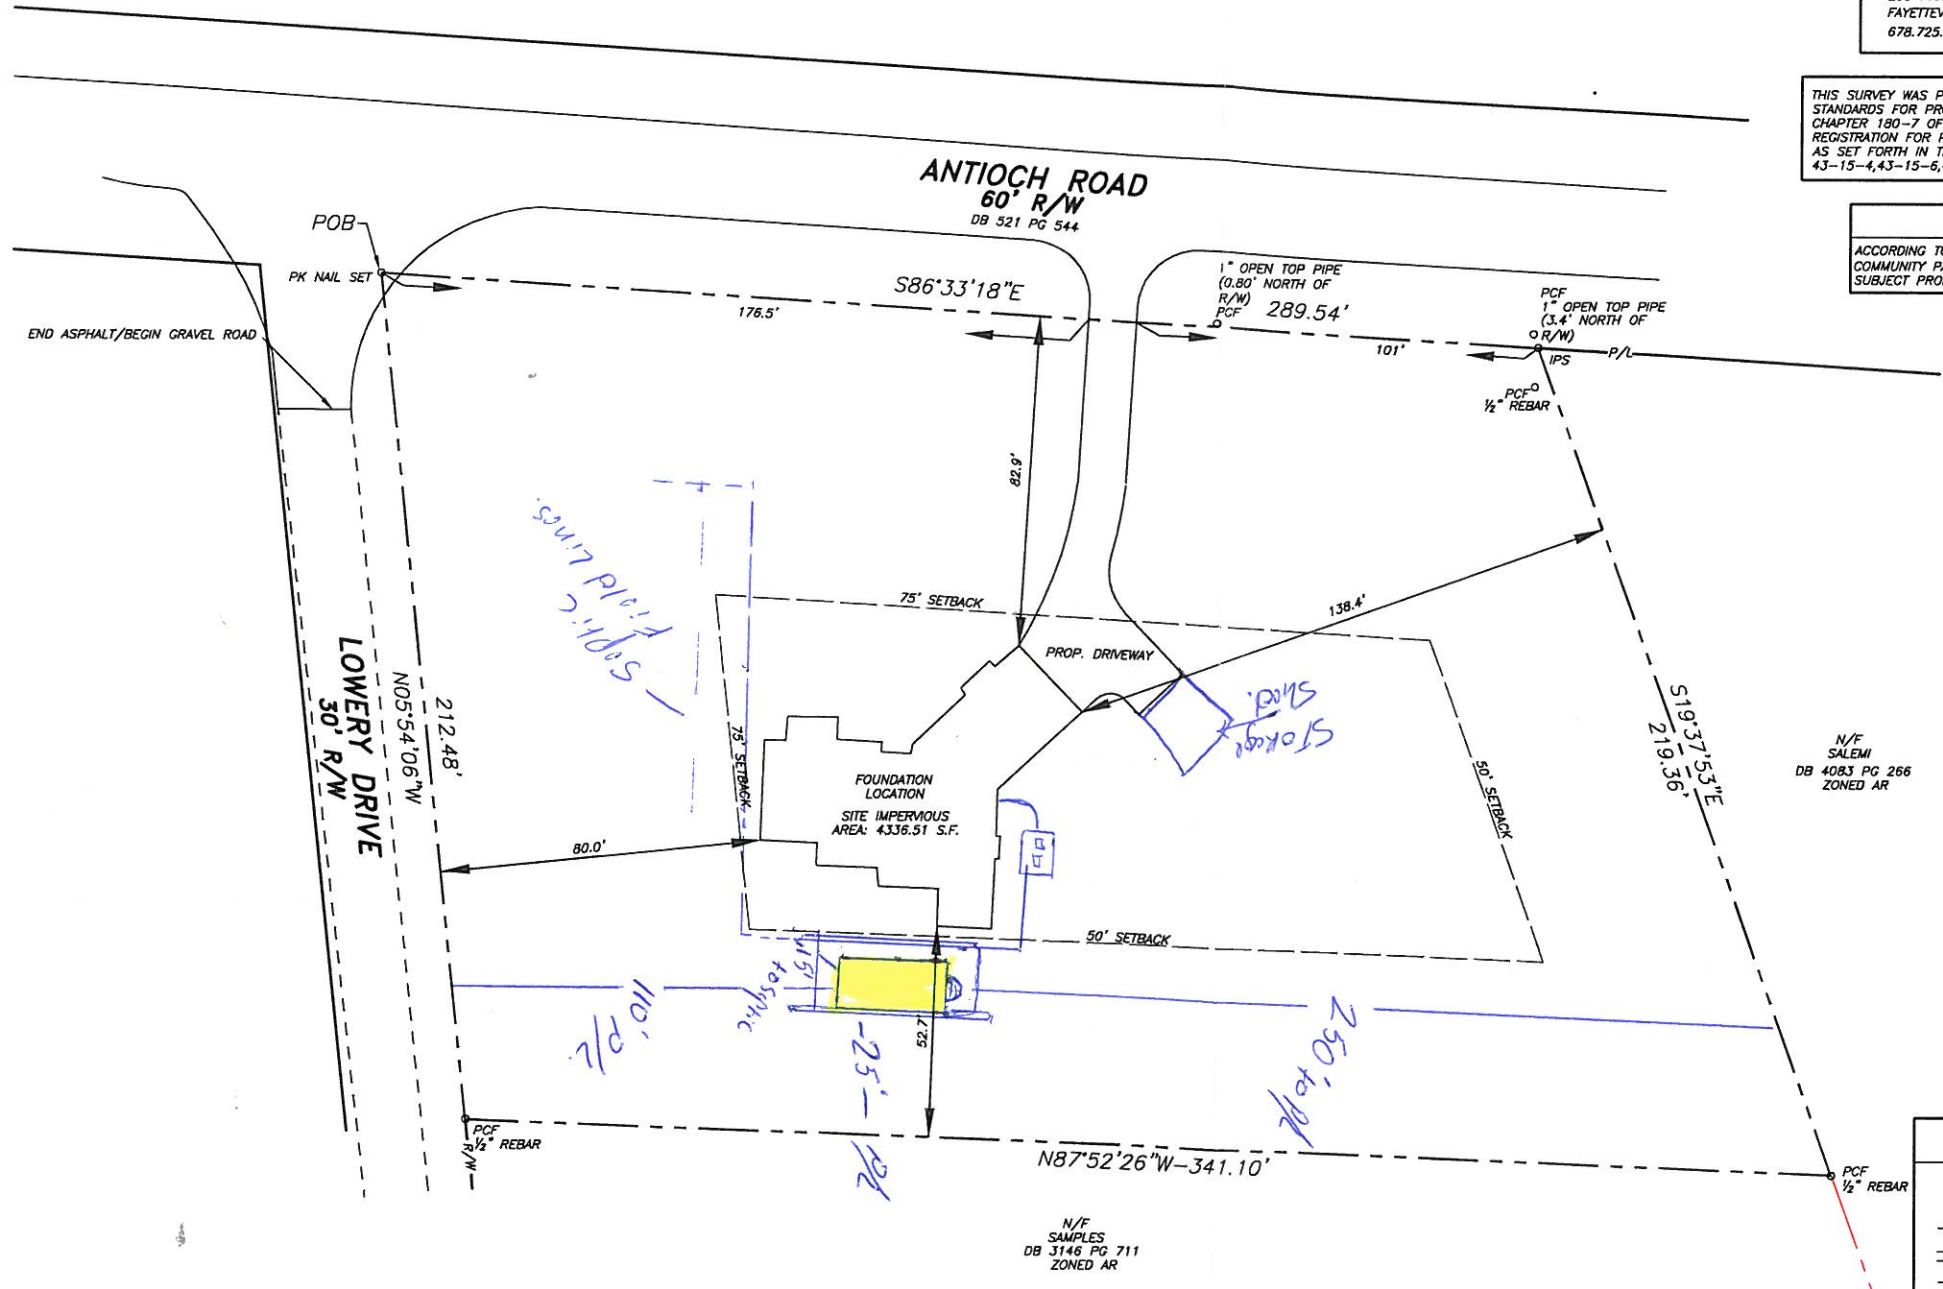 FAYETTEV
678.725.
THIS SURVEY WAS P
STANDARDS FOR PR
CHAPTER 180-7 OF
REGISTRATION FOR P
AS SET FORTH IN T
43-15-4,43-15-6,
ACCORDING TO
COMMUNITY PA
SUBJECT PRO
ANTIOCH ROAD
60' R/W
DB 521 PG 544
POB
PK NAIL SET
END ASPHALT/BEGIN GRAVEL ROAD
S86°33'18"E
289.54'
176.5'
1" OPEN TOP PIPE
(0.80' NORTH OF
R/W)
PCF
PCF
1" OPEN TOP PIPE
(3.4' NORTH OF
R/W)
101'
IPS
P/L
PCF
½" REBAR
82.9'
Septic
Field Lines.
75' SETBACK
138.4'
PROP. DRIVEWAY
Storage
Shed.
LOWERY DRIVE
30' R/W
N05°54'06"W
212.48'
75' SETBACK
FOUNDATION
LOCATION
SITE IMPERVIOUS
AREA: 4336.51 S.F.
50' SETBACK
S19°37'53"E
219.36'
N/F
SALEMI
DB 4083 PG 266
ZONED AR
80.0'
50' SETBACK
15'
to Septic
110'
P/L.
-25'-
P/L
52.7'
250' to P/L
PCF
½" REBAR
R/W
N87°52'26"W-341.10'
PCF
½" REBAR
N/F
SAMPLES
DB 3146 PG 711
ZONED AR